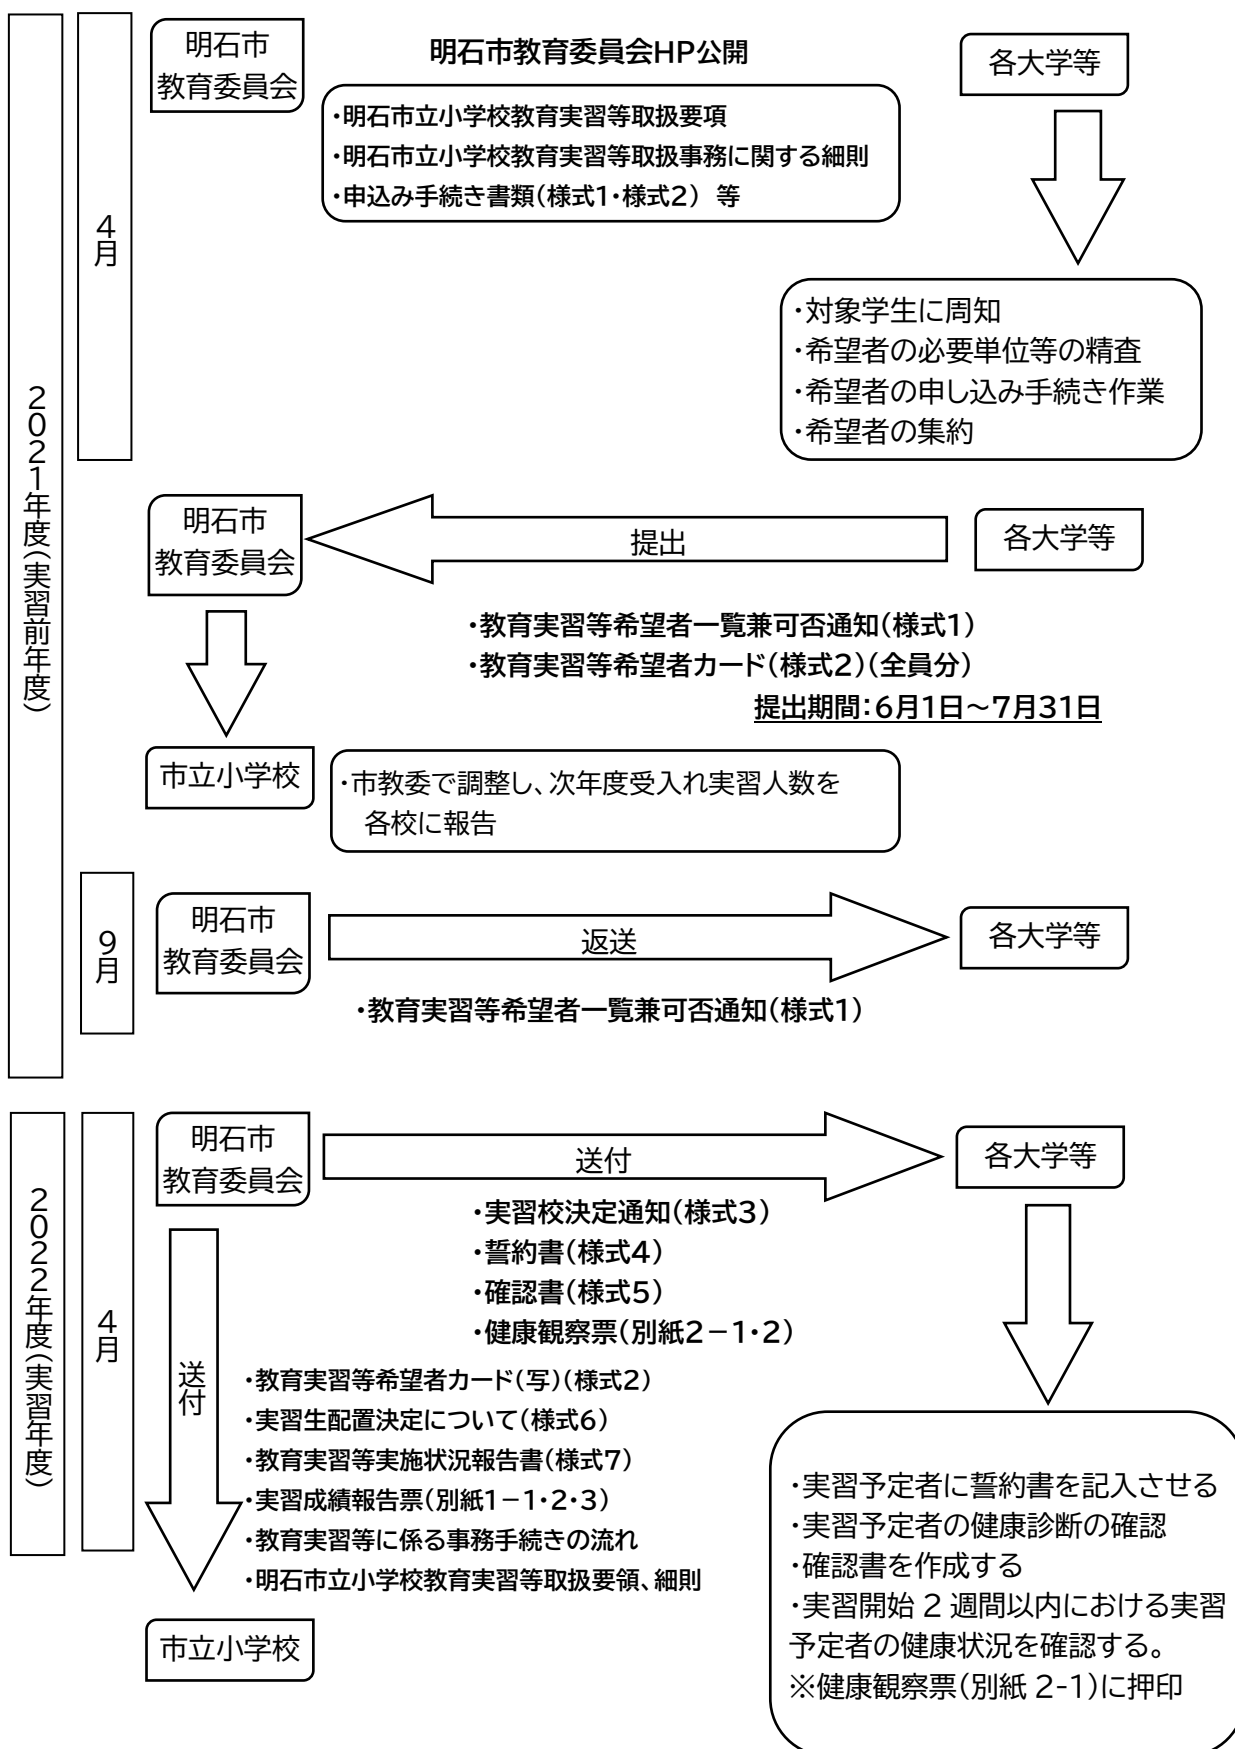 2021年度(実習前年度)
4月
明石市
教育委員会
明石市教育委員会HP公開
・明石市立小学校教育実習等取扱要項
・明石市立小学校教育実習等取扱事務に関する細則
・申込み手続き書類(様式1・様式2) 等
各大学等
・対象学生に周知
・希望者の必要単位等の精査
・希望者の申し込み手続き作業
・希望者の集約
明石市
教育委員会
提出
各大学等
・教育実習等希望者一覧兼可否通知(様式1)
・教育実習等希望者カード(様式2)(全員分)
提出期間:6月1日~7月31日
市立小学校
・市教委で調整し、次年度受入れ実習人数を
各校に報告
9月
明石市
教育委員会
返送
各大学等
・教育実習等希望者一覧兼可否通知(様式1)
2022年度(実習年度)
4月
明石市
教育委員会
送付
各大学等
・実習校決定通知(様式3)
・誓約書(様式4)
・確認書(様式5)
・健康観察票(別紙2-1・2)
送付
・教育実習等希望者カード(写)(様式2)
・実習生配置決定について(様式6)
・教育実習等実施状況報告書(様式7)
・実習成績報告票(別紙1-1・2・3)
・教育実習等に係る事務手続きの流れ
・明石市立小学校教育実習等取扱要領、細則
市立小学校
・実習予定者に誓約書を記入させる
・実習予定者の健康診断の確認
・確認書を作成する
・実習開始 2 週間以内における実習
予定者の健康状況を確認する。
※健康観察票(別紙 2-1)に押印